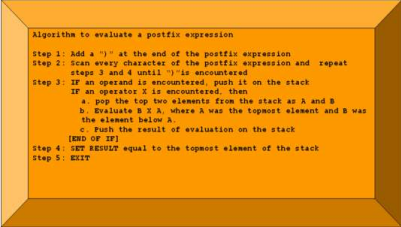 Algorithm to evaluate a postfix expression
Step 1: Add a ")" at the end of the postfix expression
Step 2: Scan every character of the postfix expression and repeat
steps 3 and 4 until ")"is encountered
Step 3: IF an operand is encountered, push it on the stack
IF an operator X is encountered, then
a. pop the top two elements from the stack as A and B
b. Evaluate B X A, where A was the topmost element and B was
the element below A.
c. Push the result of evaluation on the stack
[END OF IF]
Step 4: SET RESULT equal to the topmost element of the stack
Step 5: EXIT